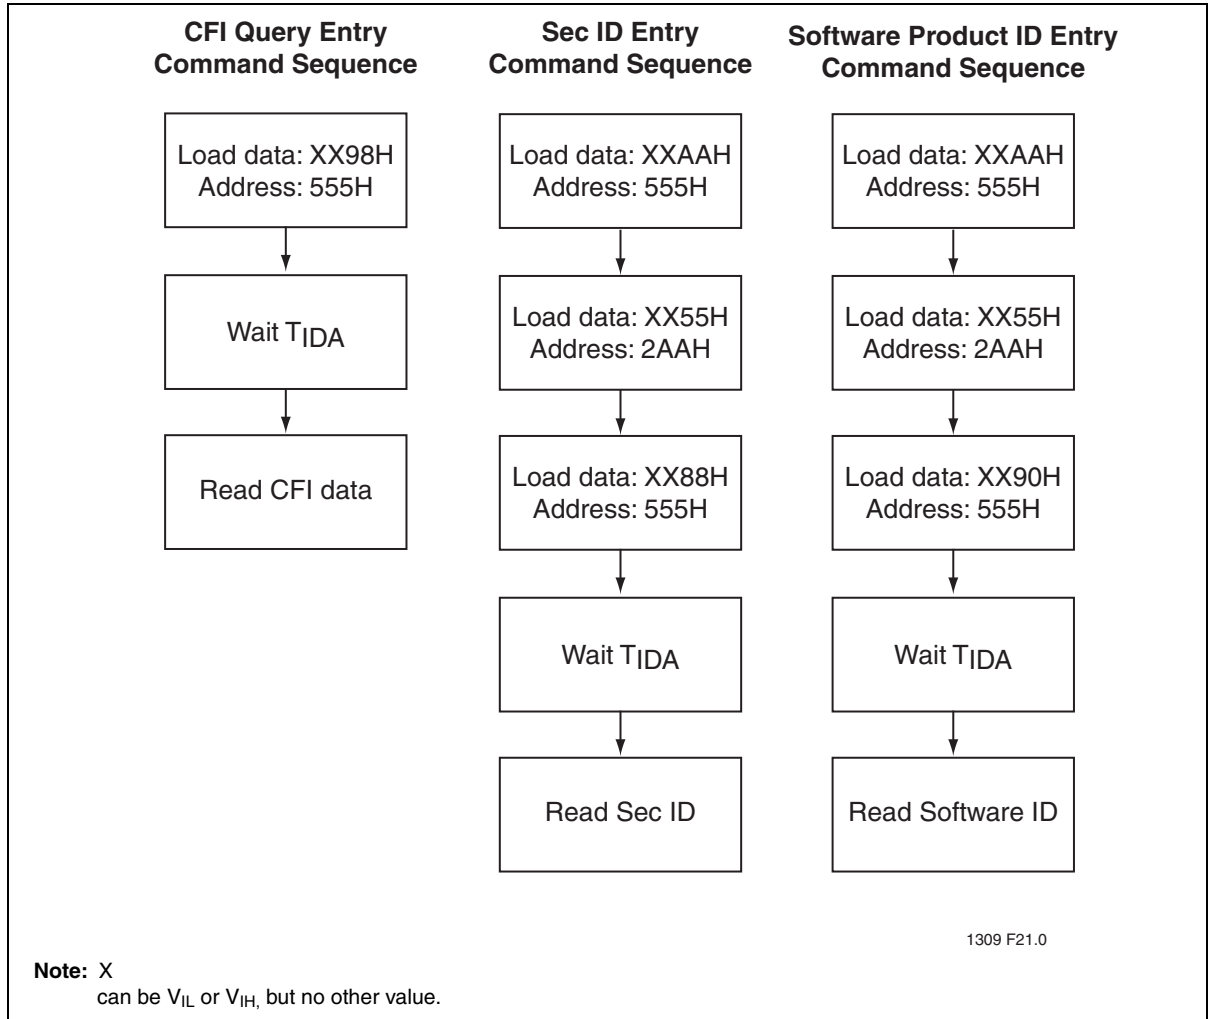 CFI Query Entry
Command Sequence
Load data: XX98H
Address: 555H
Wait TIDA
Read CFI data
Sec ID Entry
Command Sequence
Load data: XXAAH
Address: 555H
Load data: XX55H
Address: 2AAH
Load data: XX88H
Address: 555H
Wait TIDA
Read Sec ID
Software Product ID Entry
Command Sequence
Load data: XXAAH
Address: 555H
Load data: XX55H
Address: 2AAH
Load data: XX90H
Address: 555H
Wait TIDA
Read Software ID
1309 F21.0
Note: X
can be VIL or VIH, but no other value.